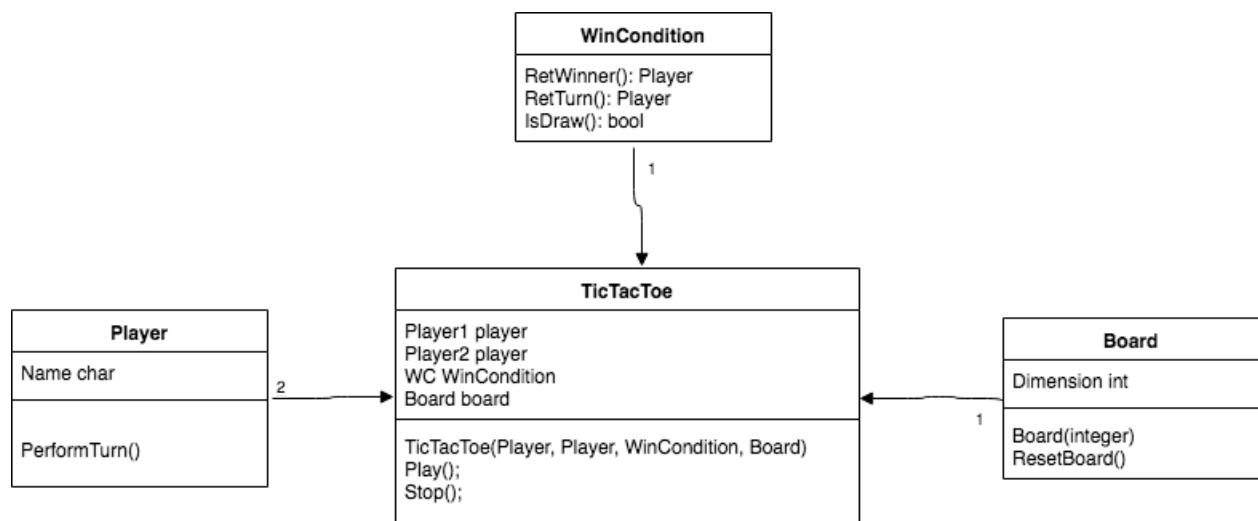 WinCondition
RetWinner(): Player
RetTurn(): Player
IsDraw(): bool
1
TicTacToe
Player1 player
Player2 player
WC WinCondition
Board board
TicTacToe(Player, Player, WinCondition, Board)
Play();
Stop();
Player
Name char
PerformTurn()
2
Board
Dimension int
Board(integer)
ResetBoard()
1